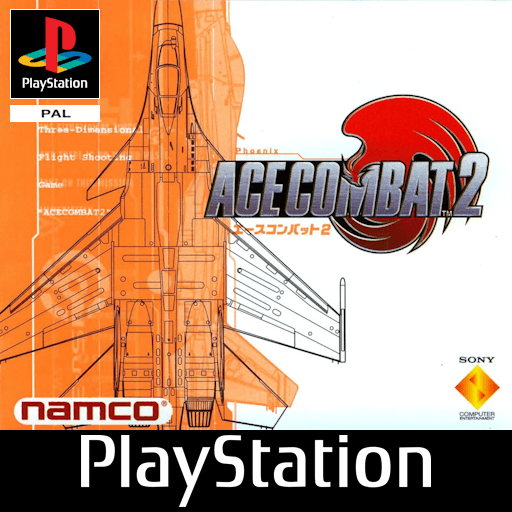 PlayStation
PAL
Three-Dimensional
Flight Shooting
Game
"ACECOMBAT2"
Phoenix
ACE COMBAT 2
TM
エースコンバット2
namco®
SONY
COMPUTER
ENTERTAINMENT
PlayStation